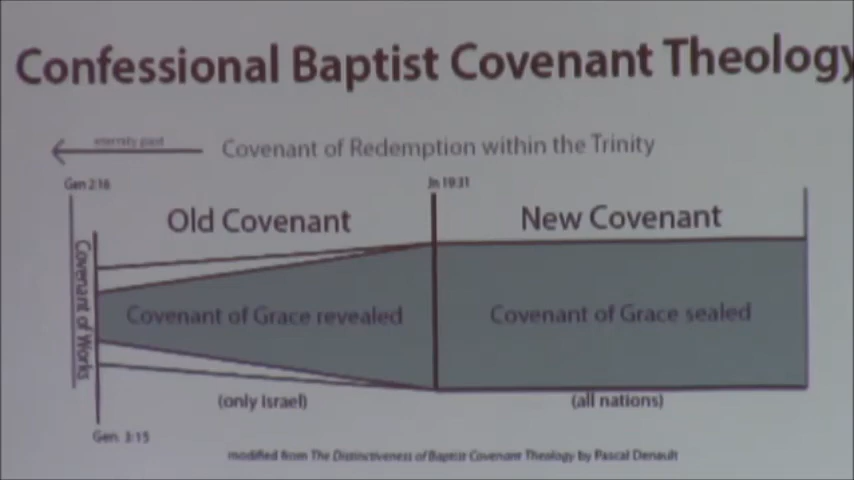 Confessional Baptist Covenant Theology
eternity past
Covenant of Redemption within the Trinity
Gen 2:16
Jn 19:31
Old Covenant
New Covenant
Covenant of Works
Covenant of Grace revealed
Covenant of Grace sealed
(only Israel)
(all nations)
Gen. 3:15
modified from The Distinctiveness of Baptist Covenant Theology by Pascal Denault